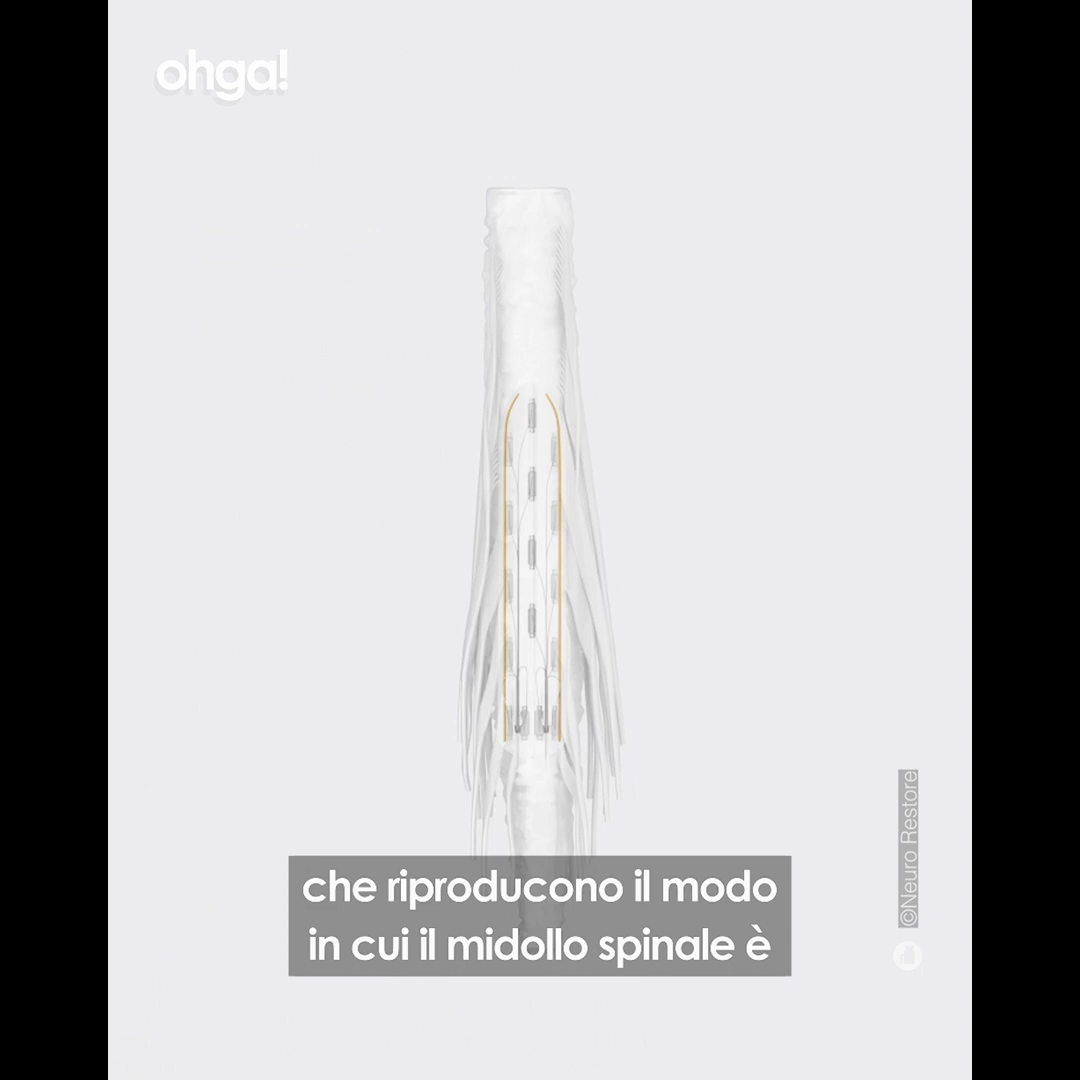 ohga!
©Neuro Restore
che riproducono il modo
in cui il midollo spinale è